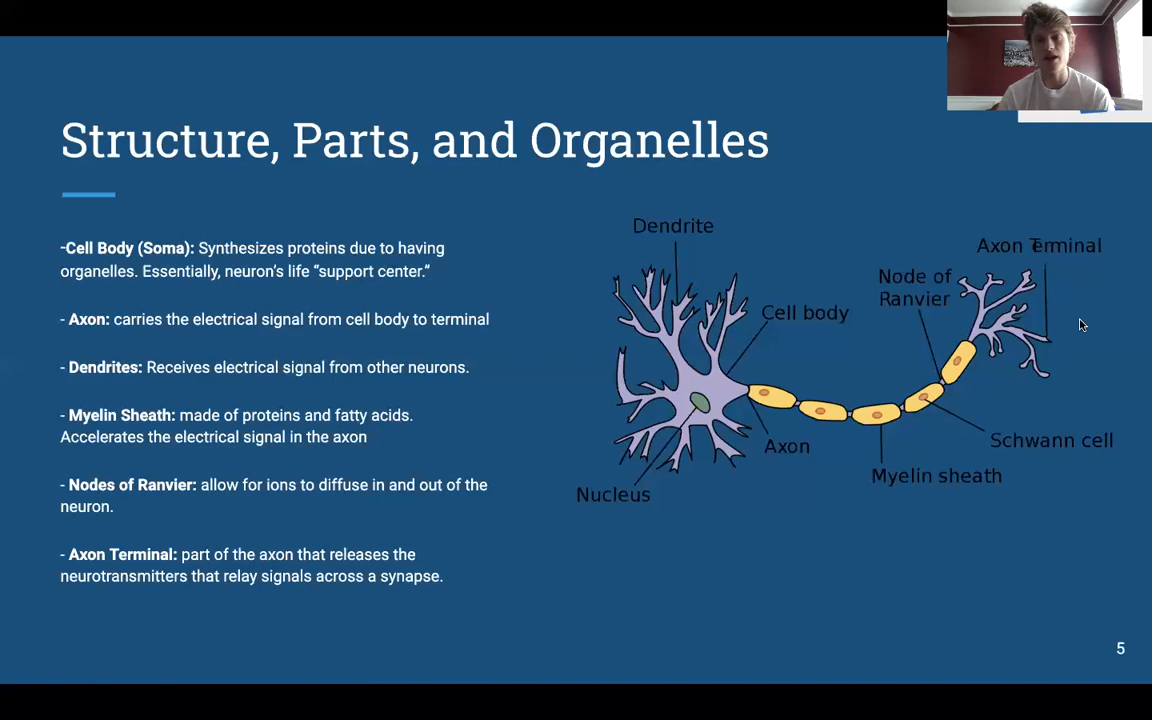 Structure, Parts, and Organelles
-Cell Body (Soma): Synthesizes proteins due to having
organelles. Essentially, neuron's life “support center.”
- Axon: carries the electrical signal from cell body to terminal
- Dendrites: Receives electrical signal from other neurons.
- Myelin Sheath: made of proteins and fatty acids.
Accelerates the electrical signal in the axon
- Nodes of Ranvier: allow for ions to diffuse in and out of the
neuron.
- Axon Terminal: part of the axon that releases the
neurotransmitters that relay signals across a synapse.
Dendrite
Axon Terminal
Node of
Ranvier
Cell body
Axon
Schwann cell
Myelin sheath
Nucleus
5